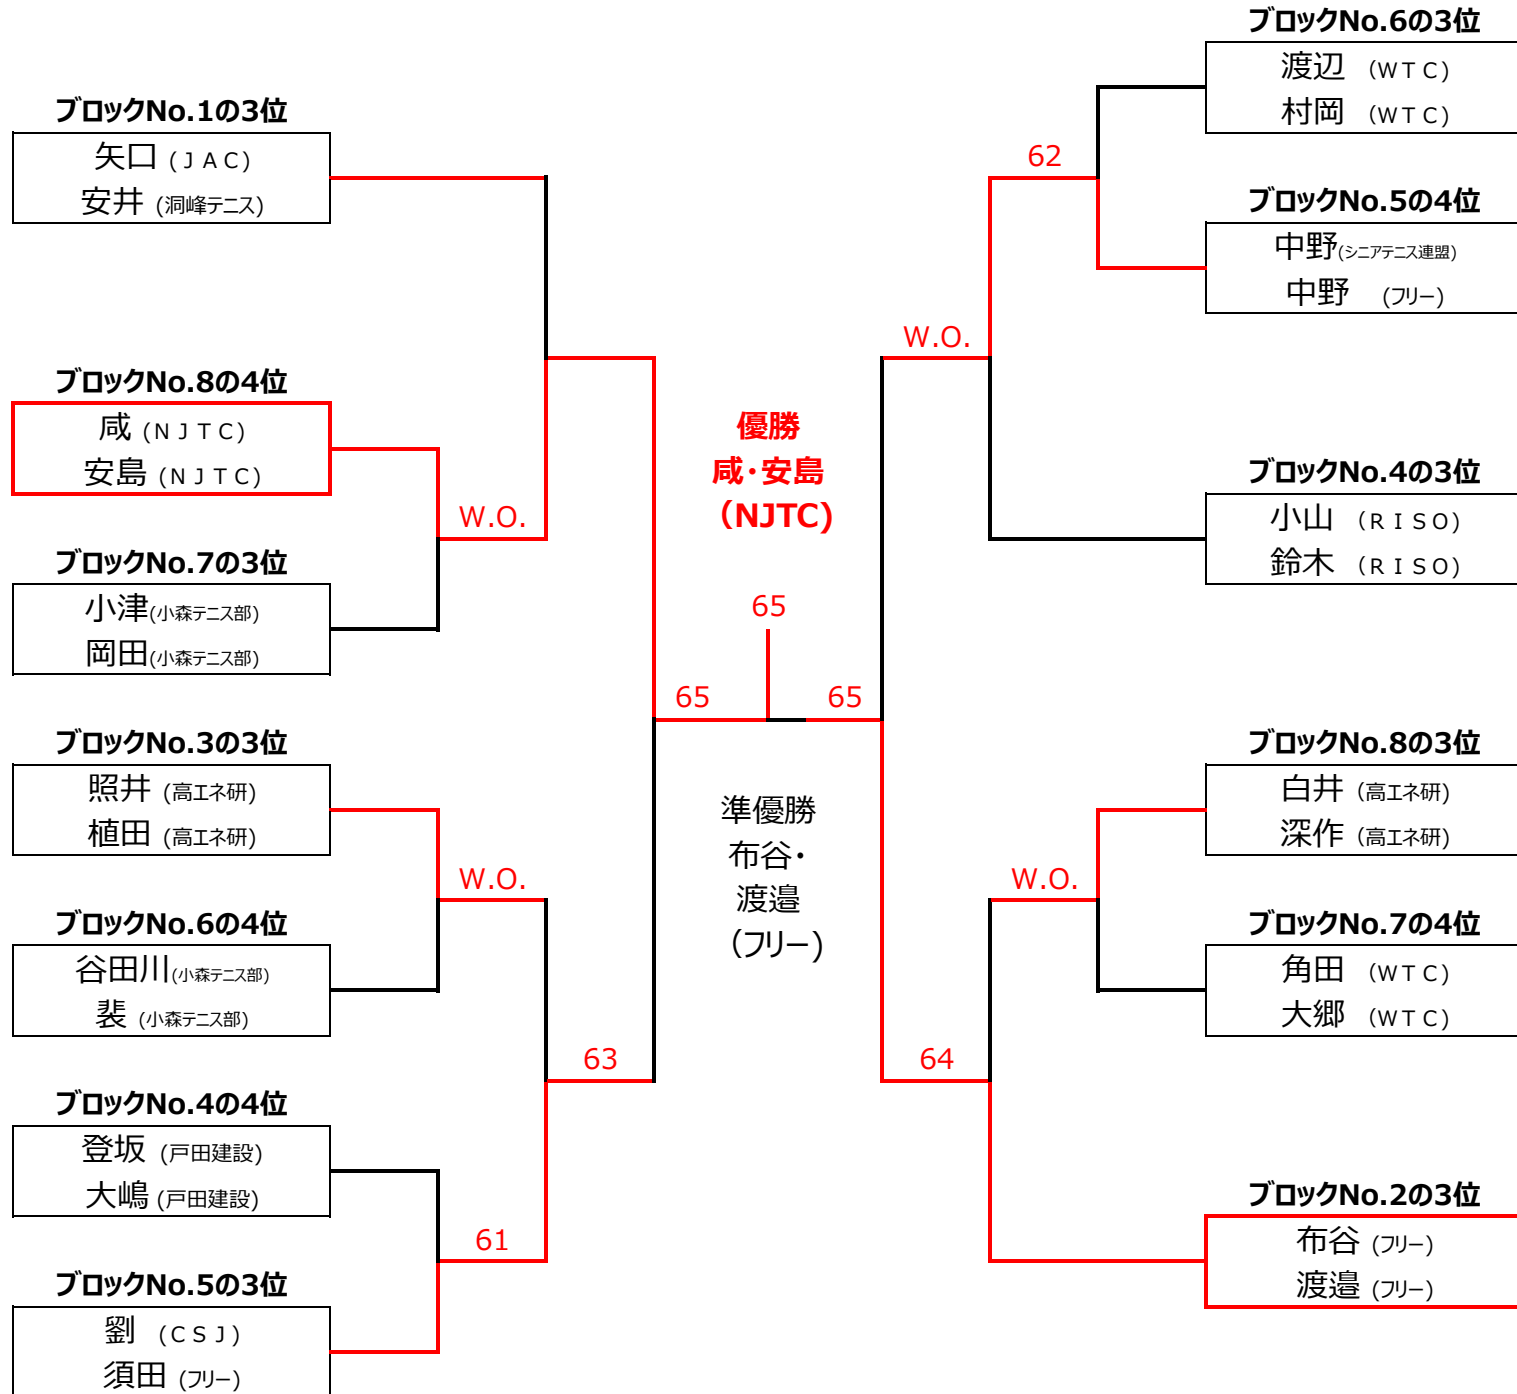 ブロックNo.1の3位
矢口 (ＪＡＣ)
安井 (洞峰テニス)
ブロックNo.8の4位
咸 (ＮＪＴＣ)
安島 (ＮＪＴＣ)
W.O.
ブロックNo.7の3位
小津(小森テニス部)
岡田(小森テニス部)
ブロックNo.3の3位
照井 (高エネ研)
植田 (高エネ研)
W.O.
ブロックNo.6の4位
谷田川(小森テニス部)
裴 (小森テニス部)
63
ブロックNo.4の4位
登坂 (戸田建設)
大嶋 (戸田建設)
61
ブロックNo.5の3位
劉 (ＣＳＪ)
須田 (フリー)
優勝
咸・安島
（NJTC)
65
65
65
準優勝
布谷・
渡邉
（フリー)
ブロックNo.6の3位
渡辺 （ＷＴＣ)
村岡 （ＷＴＣ)
62
ブロックNo.5の4位
中野(シニアテニス連盟)
中野 (フリー)
W.O.
ブロックNo.4の3位
小山 （ＲＩＳＯ)
鈴木 （ＲＩＳＯ)
ブロックNo.8の3位
白井 (高エネ研)
深作 (高エネ研)
W.O.
ブロックNo.7の4位
角田 （ＷＴＣ)
大郷 （ＷＴＣ)
64
ブロックNo.2の3位
布谷 (フリー)
渡邉 (フリー)